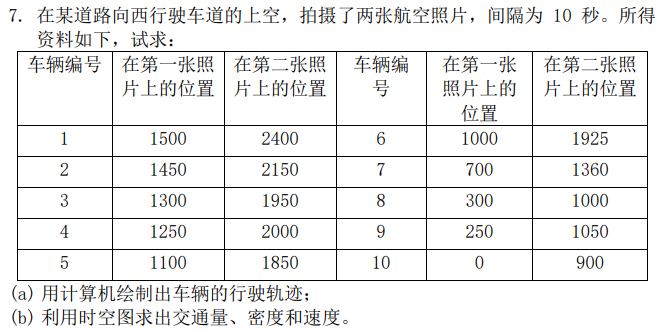 7. 在某道路向西行驶车道的上空，拍摄了两张航空照片，间隔为 10 秒。所得
资料如下，试求：
车辆编号 在第一张照片上的位置 在第二张照片上的位置 车辆编号 在第一张照片上的位置 在第二张照片上的位置
1 1500 2400 6 1000 1925
2 1450 2150 7 700 1360
3 1300 1950 8 300 1000
4 1250 2000 9 250 1050
5 1100 1850 10 0 900
(a) 用计算机绘制出车辆的行驶轨迹；
(b) 利用时空图求出交通量、密度和速度。